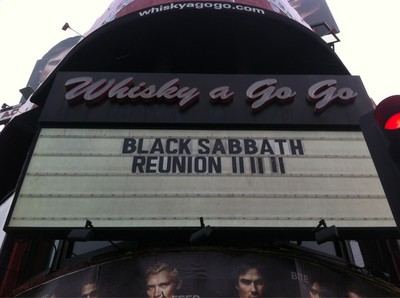 whiskyagogo.com
Whisky a Go Go
BLACK SABBATH
REUNION 11 11 11